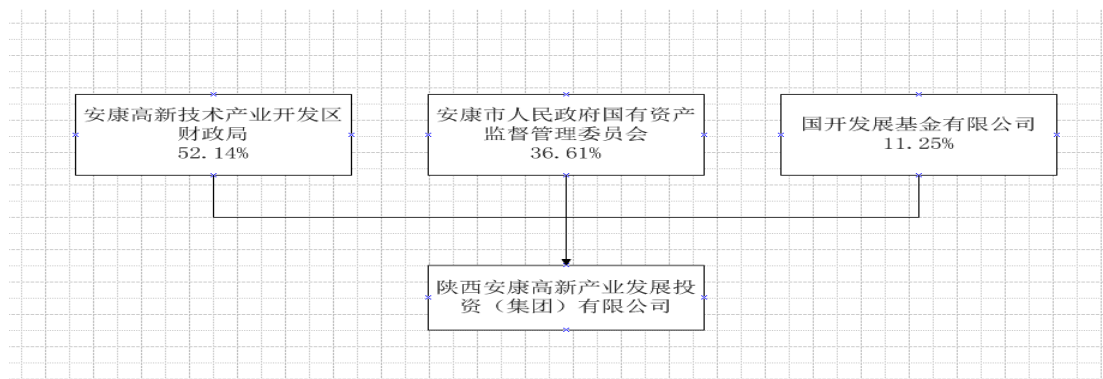 安康高新技术产业开发区
财政局
52.14%
安康市人民政府国有资产
监督管理委员会
36.61%
国开发展基金有限公司
11.25%
陕西安康高新产业发展投
资（集团）有限公司